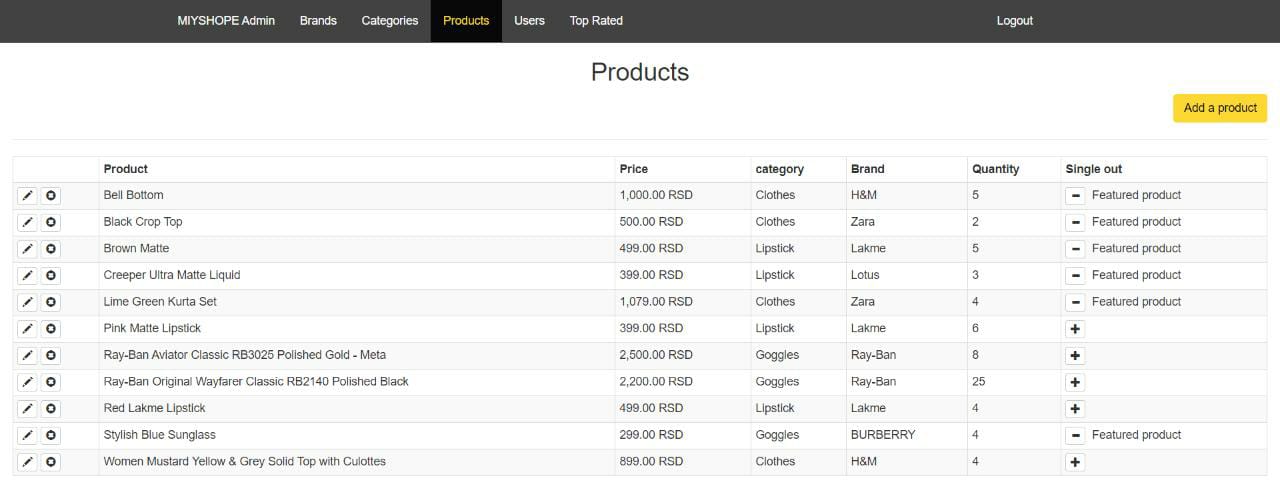 MIYSHOPE Admin Brands Categories Products Users Top Rated Logout
Products
Add a product
Product Price category Brand Quantity Single out
Bell Bottom 1,000.00 RSD Clothes H&M 5 Featured product
Black Crop Top 500.00 RSD Clothes Zara 2 Featured product
Brown Matte 499.00 RSD Lipstick Lakme 5 Featured product
Creeper Ultra Matte Liquid 399.00 RSD Lipstick Lotus 3 Featured product
Lime Green Kurta Set 1,079.00 RSD Clothes Zara 4 Featured product
Pink Matte Lipstick 399.00 RSD Lipstick Lakme 6
Ray-Ban Aviator Classic RB3025 Polished Gold - Meta 2,500.00 RSD Goggles Ray-Ban 8
Ray-Ban Original Wayfarer Classic RB2140 Polished Black 2,200.00 RSD Goggles Ray-Ban 25
Red Lakme LIpstick 499.00 RSD Lipstick Lakme 4
Stylish Blue Sunglass 299.00 RSD Goggles BURBERRY 4 Featured product
Women Mustard Yellow & Grey Solid Top with Culottes 899.00 RSD Clothes H&M 4